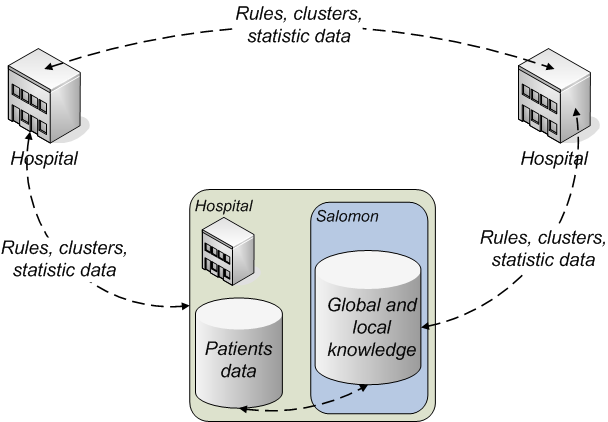 Rules, clusters,
statistic data
Hospital
Hospital
Hospital
Salomon
Rules, clusters,
statistic data
Rules, clusters,
statistic data
Global and
local
knowledge
Patients
data